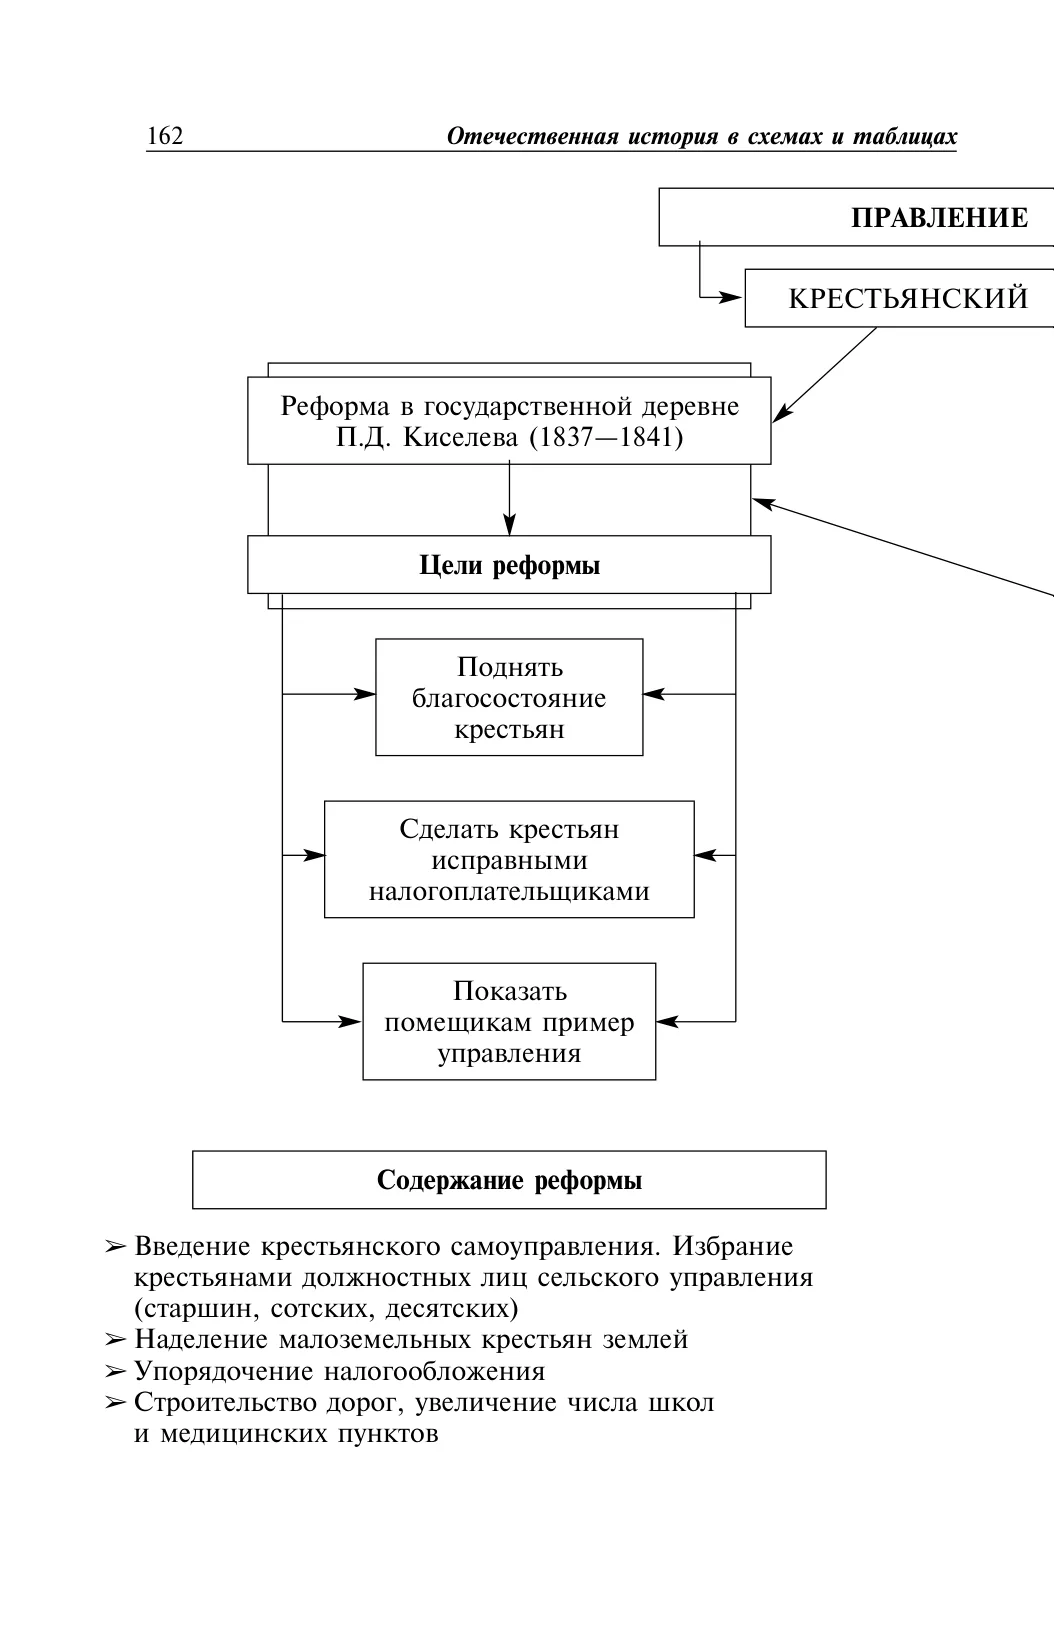 162 Отечественная история в схемах и таблицах
ПРАВЛЕНИЕ
КРЕСТЬЯНСКИЙ
Реформа в государственной деревне
П.Д. Киселева (1837—1841)
Цели реформы
Поднять
благосостояние
крестьян
Сделать крестьян
исправными
налогоплательщиками
Показать
помещикам пример
управления
Содержание реформы
➢ Введение крестьянского самоуправления. Избрание
крестьянами должностных лиц сельского управления
(старшин, сотских, десятских)
➢ Наделение малоземельных крестьян землей
➢ Упорядочение налогообложения
➢ Строительство дорог, увеличение числа школ
и медицинских пунктов